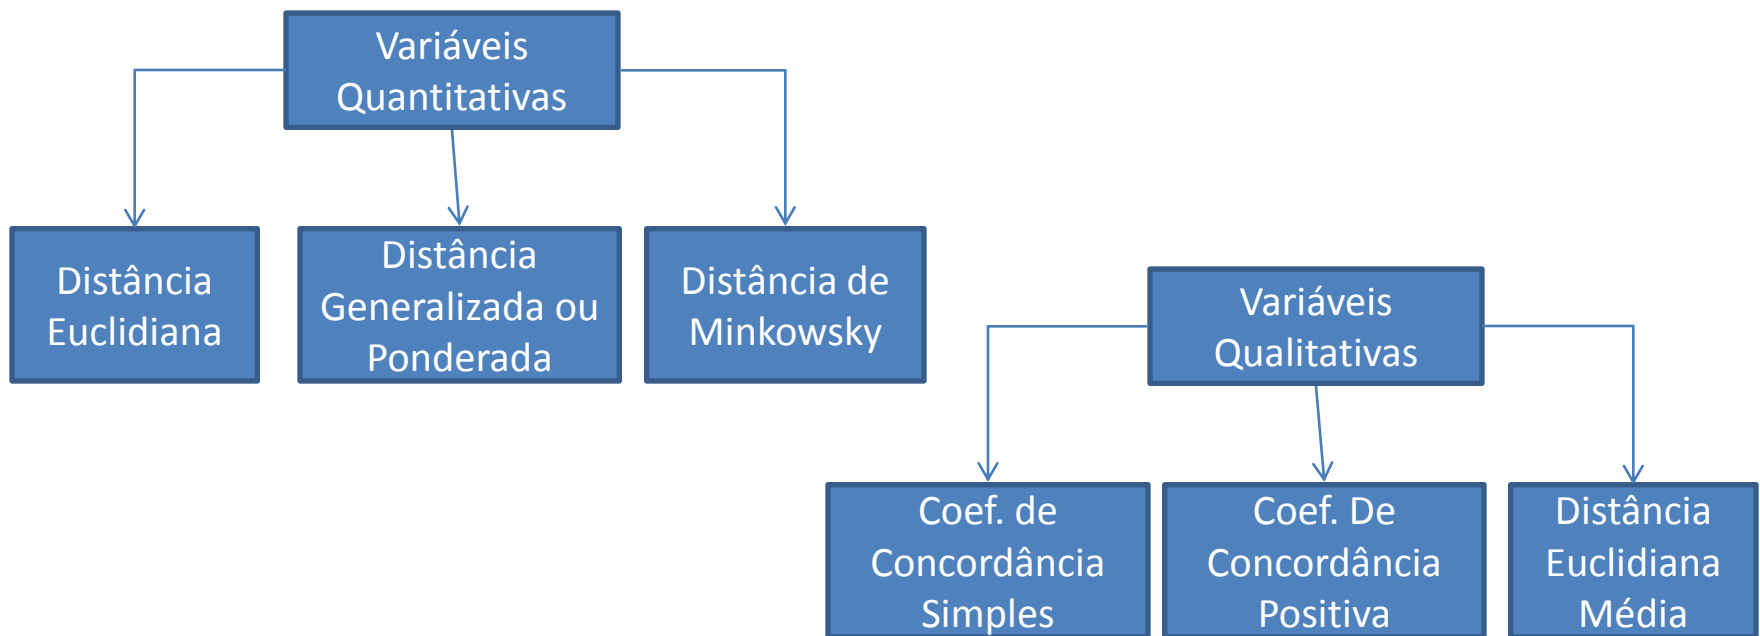 Variáveis
Quantitativas
Distância
Euclidiana
Distância
Generalizada ou
Ponderada
Distância de
Minkowsky
Variáveis
Qualitativas
Coef. de
Concordância
Simples
Coef. De
Concordância
Positiva
Distância
Euclidiana
Média